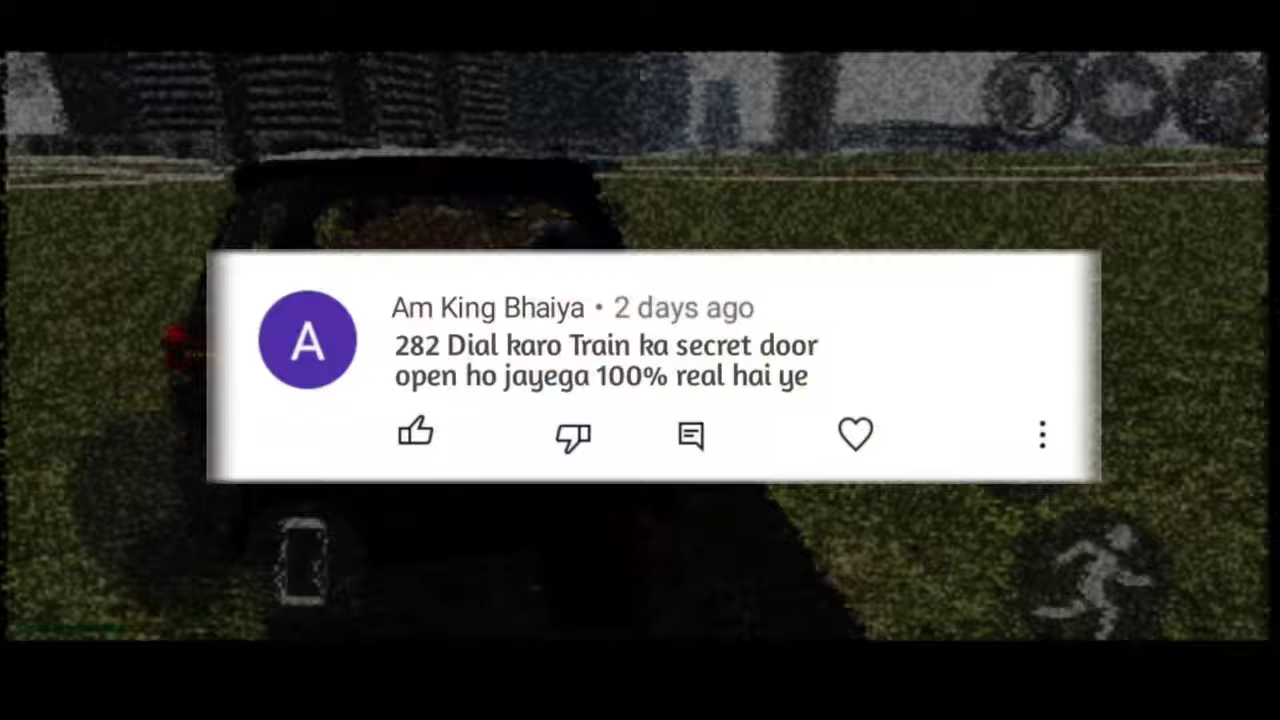 Am King Bhaiya • 2 days ago
282 Dial karo Train ka secret door
open ho jayega 100% real hai ye
A